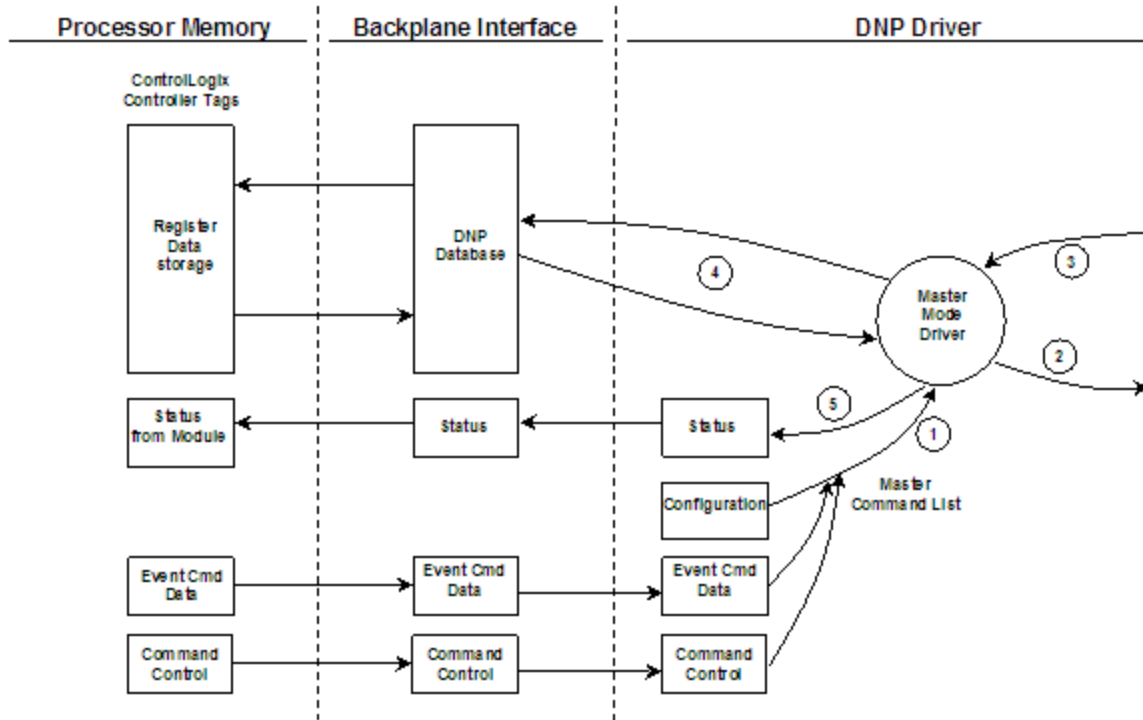 Processor Memory
Backplane Interface
DNP Driver
ControlLogix
Controller Tags
Register
Data
storage
DNP
Database
4
3
Master
Mode
Driver
2
Status
from Module
Status
Status
5
1
Configuration
Master
Command List
Event Cmd
Data
Event Cmd
Data
Event Cmd
Data
Command
Control
Command
Control
Command
Control